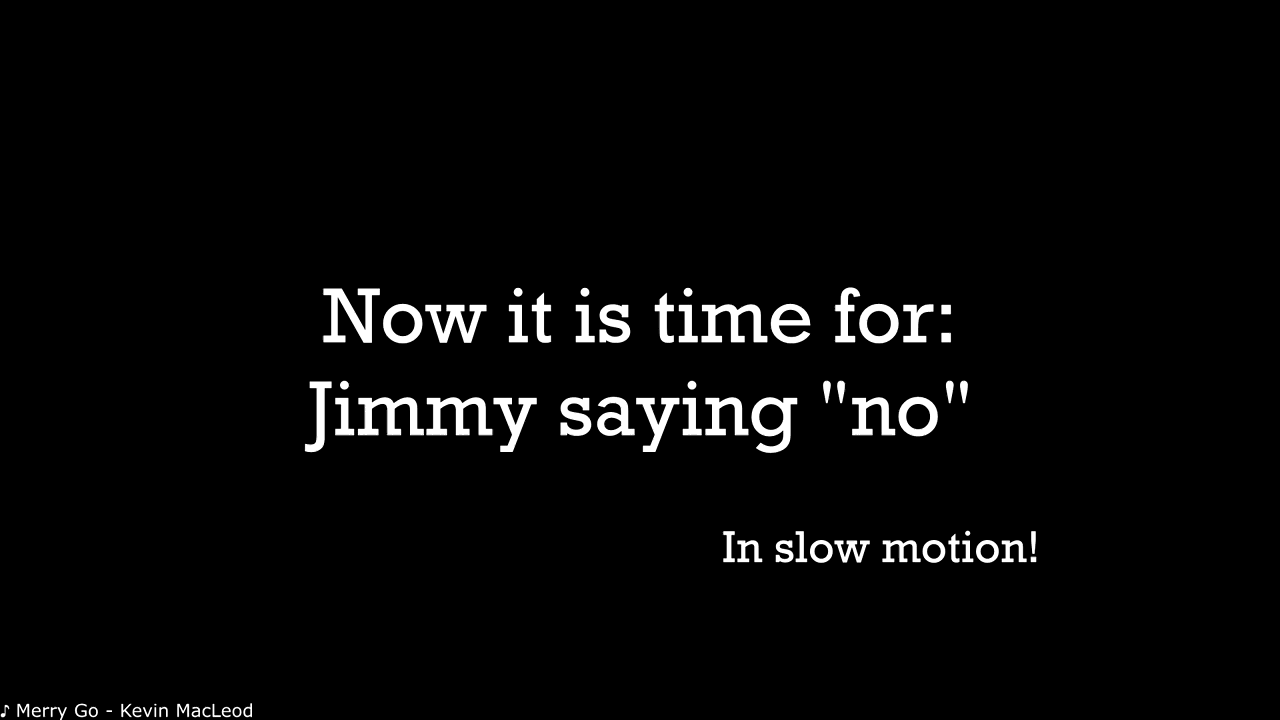 Now it is time for:
Jimmy saying "no"
In slow motion!
♪ Merry Go - Kevin MacLeod